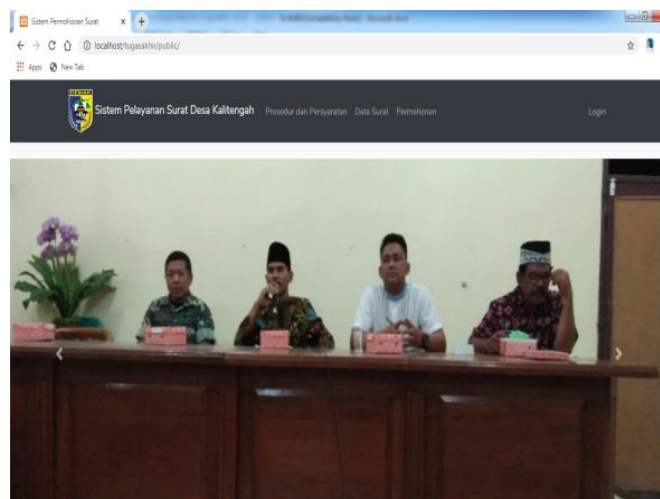 Sistem Permohonan Surat
localhost/tugasakhir/public/
Apps New Tab
Sistem Pelayanan Surat Desa Kalitengah Prosedur dan Persyaratan Data Surat Permohonan Login